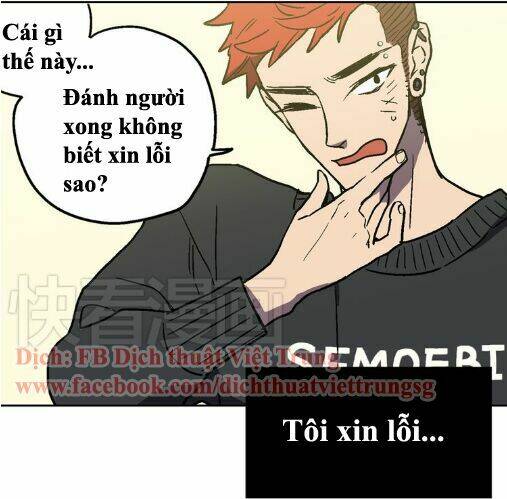 Cái gì
thế này...
Đánh người
xong không
biết xin lỗi
sao?
快看漫画
GEMOEBI
Dịch: FB Dịch thuật Việt Trung
www.facebook.com/dichthuatviettrungsg
Tôi xin lỗi...